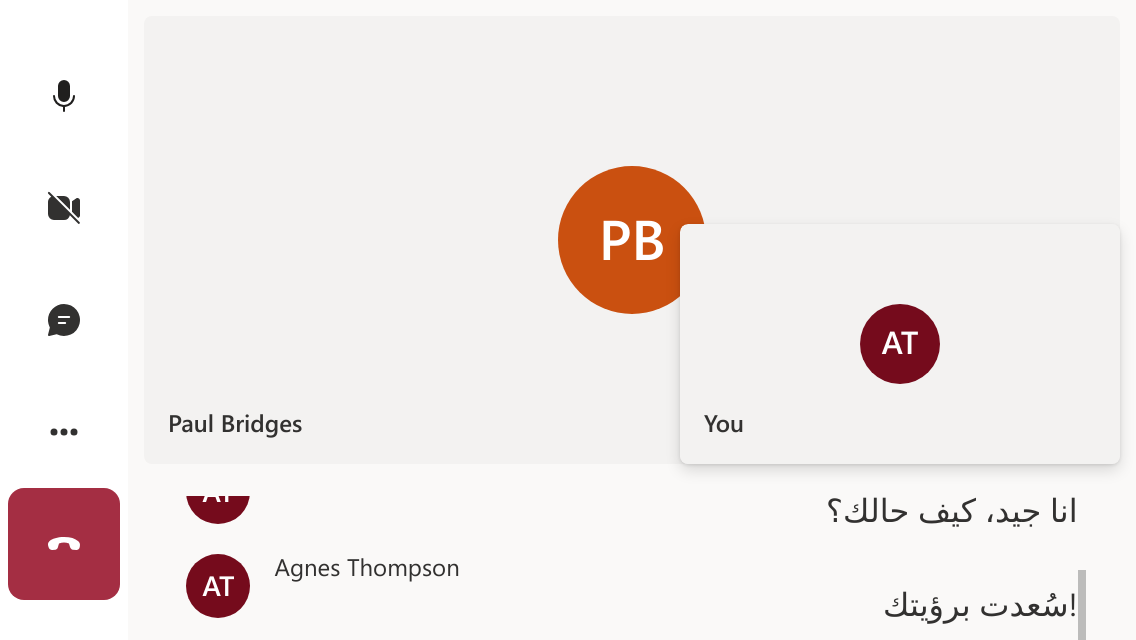 PB
AT
Paul Bridges
You
AT
انا جيد، كيف حالك؟
AT
Agnes Thompson
سُعدت برؤيتك!